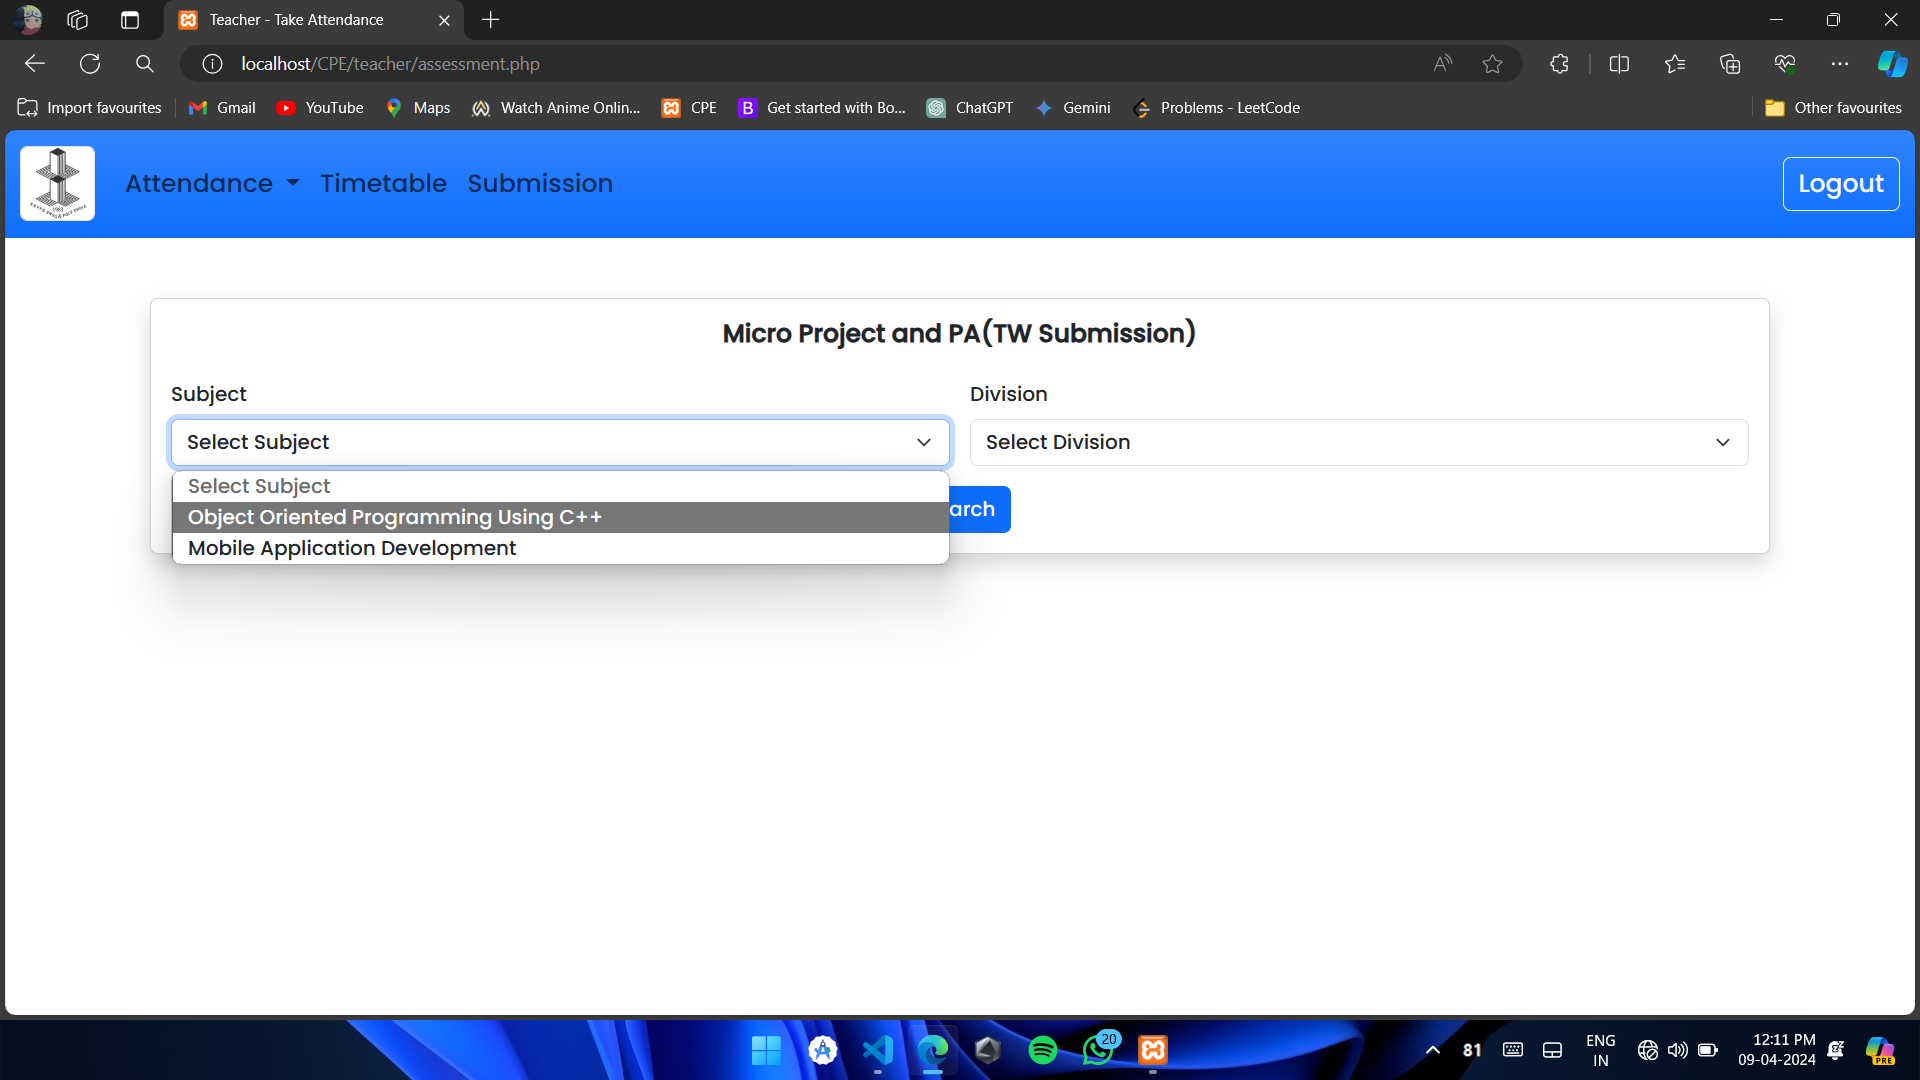 Teacher - Take Attendance
localhost/CPE/teacher/assessment.php
Import favourites
Gmail
YouTube
Maps
Watch Anime Onlin...
CPE
B
Get started with Bo...
ChatGPT
Gemini
Problems - LeetCode
Other favourites
1983
Attendance
Timetable
Submission
Logout
Micro Project and PA(TW Submission)
Subject
Division
Select Subject
Select Division
Select Subject
Object Oriented Programming Using C++
Mobile Application Development
arch
20
81
ENG
IN
12:11 PM
09-04-2024
PRE